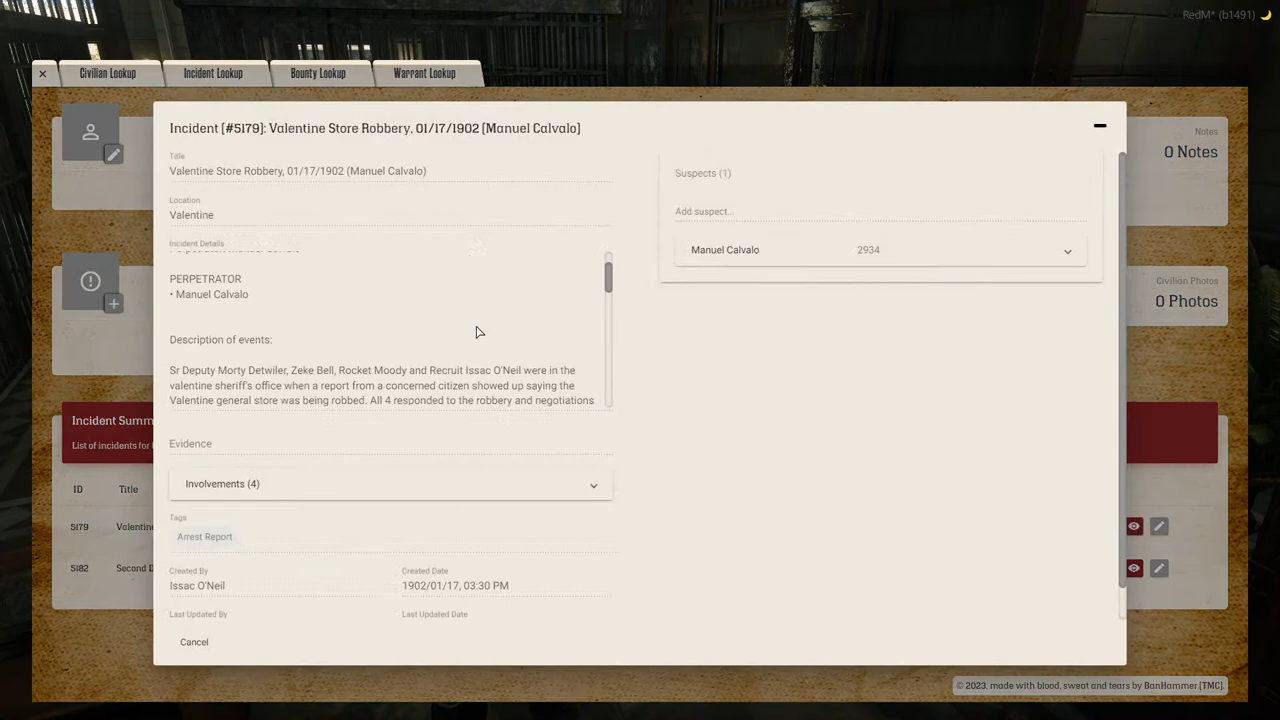 RedM* (b1491)
Civilian Lookup
Incident Lookup
Bounty Lookup
Warrant Lookup
Incident [#5179]: Valentine Store Robbery, 01/17/1902 [Manuel Calvalo]
Title
Valentine Store Robbery, 01/17/1902 (Manuel Calvalo)
Location
Valentine
Incident Details
PERPETRATOR
• Manuel Calvalo
Description of events:
Sr Deputy Morty Detwiler, Zeke Bell, Rocket Moody and Recruit Issac O'Neil were in the
valentine sheriff's office when a report from a concerned citizen showed up saying the
Valentine general store was being robbed. All 4 responded to the robbery and negotiations
Evidence
Involvements (4)
Tags
Arrest Report
Created By
Issac O'Neil
Created Date
1902/01/17, 03:30 PM
Last Updated By
Last Updated Date
Cancel
Suspects (1)
Add suspect...
Manuel Calvalo 2934
Notes
0 Notes
Civilian Photos
0 Photos
Incident Summ
List of incidents for
ID Title
5179 Valentine
5182 Second D
© 2023, made with blood, sweat and tears by BanHammer [TMC].